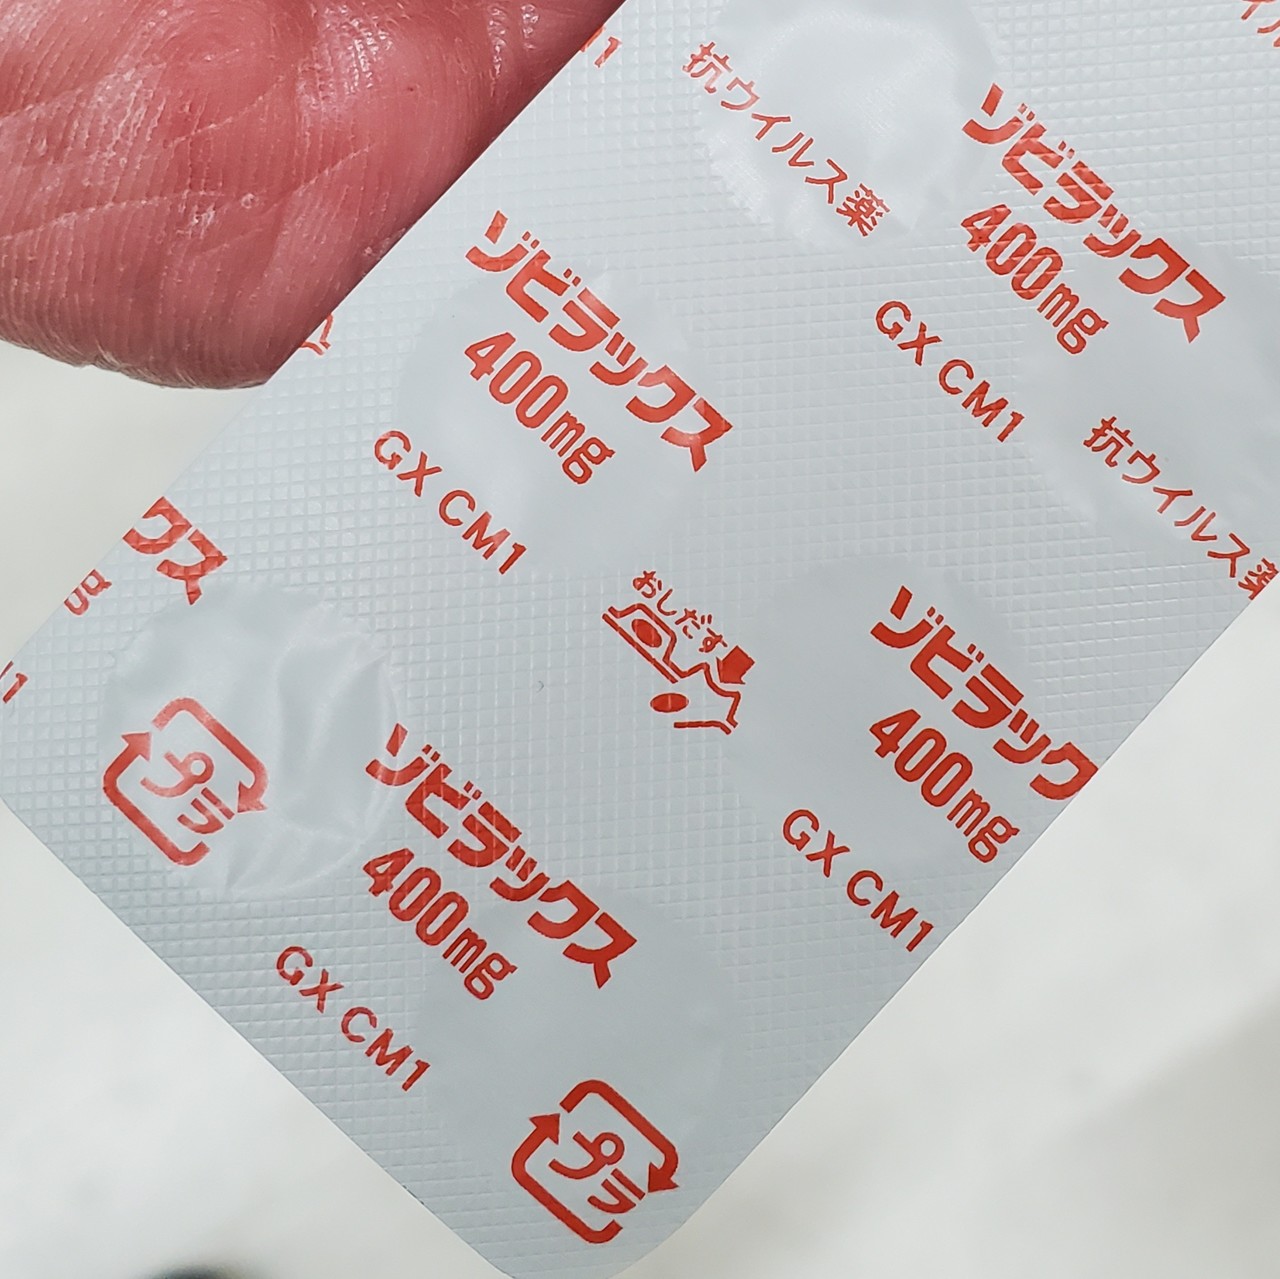 抗ウイルス薬
ゾビラックス
400mg
GX CM1
抗ウイルス薬
ゾビラックス
400mg
GX CM1
おしだす
ゾビラック
400mg
GX CM1
クス
プラ
ゾビラックス
400mg
GX CM1
プラ